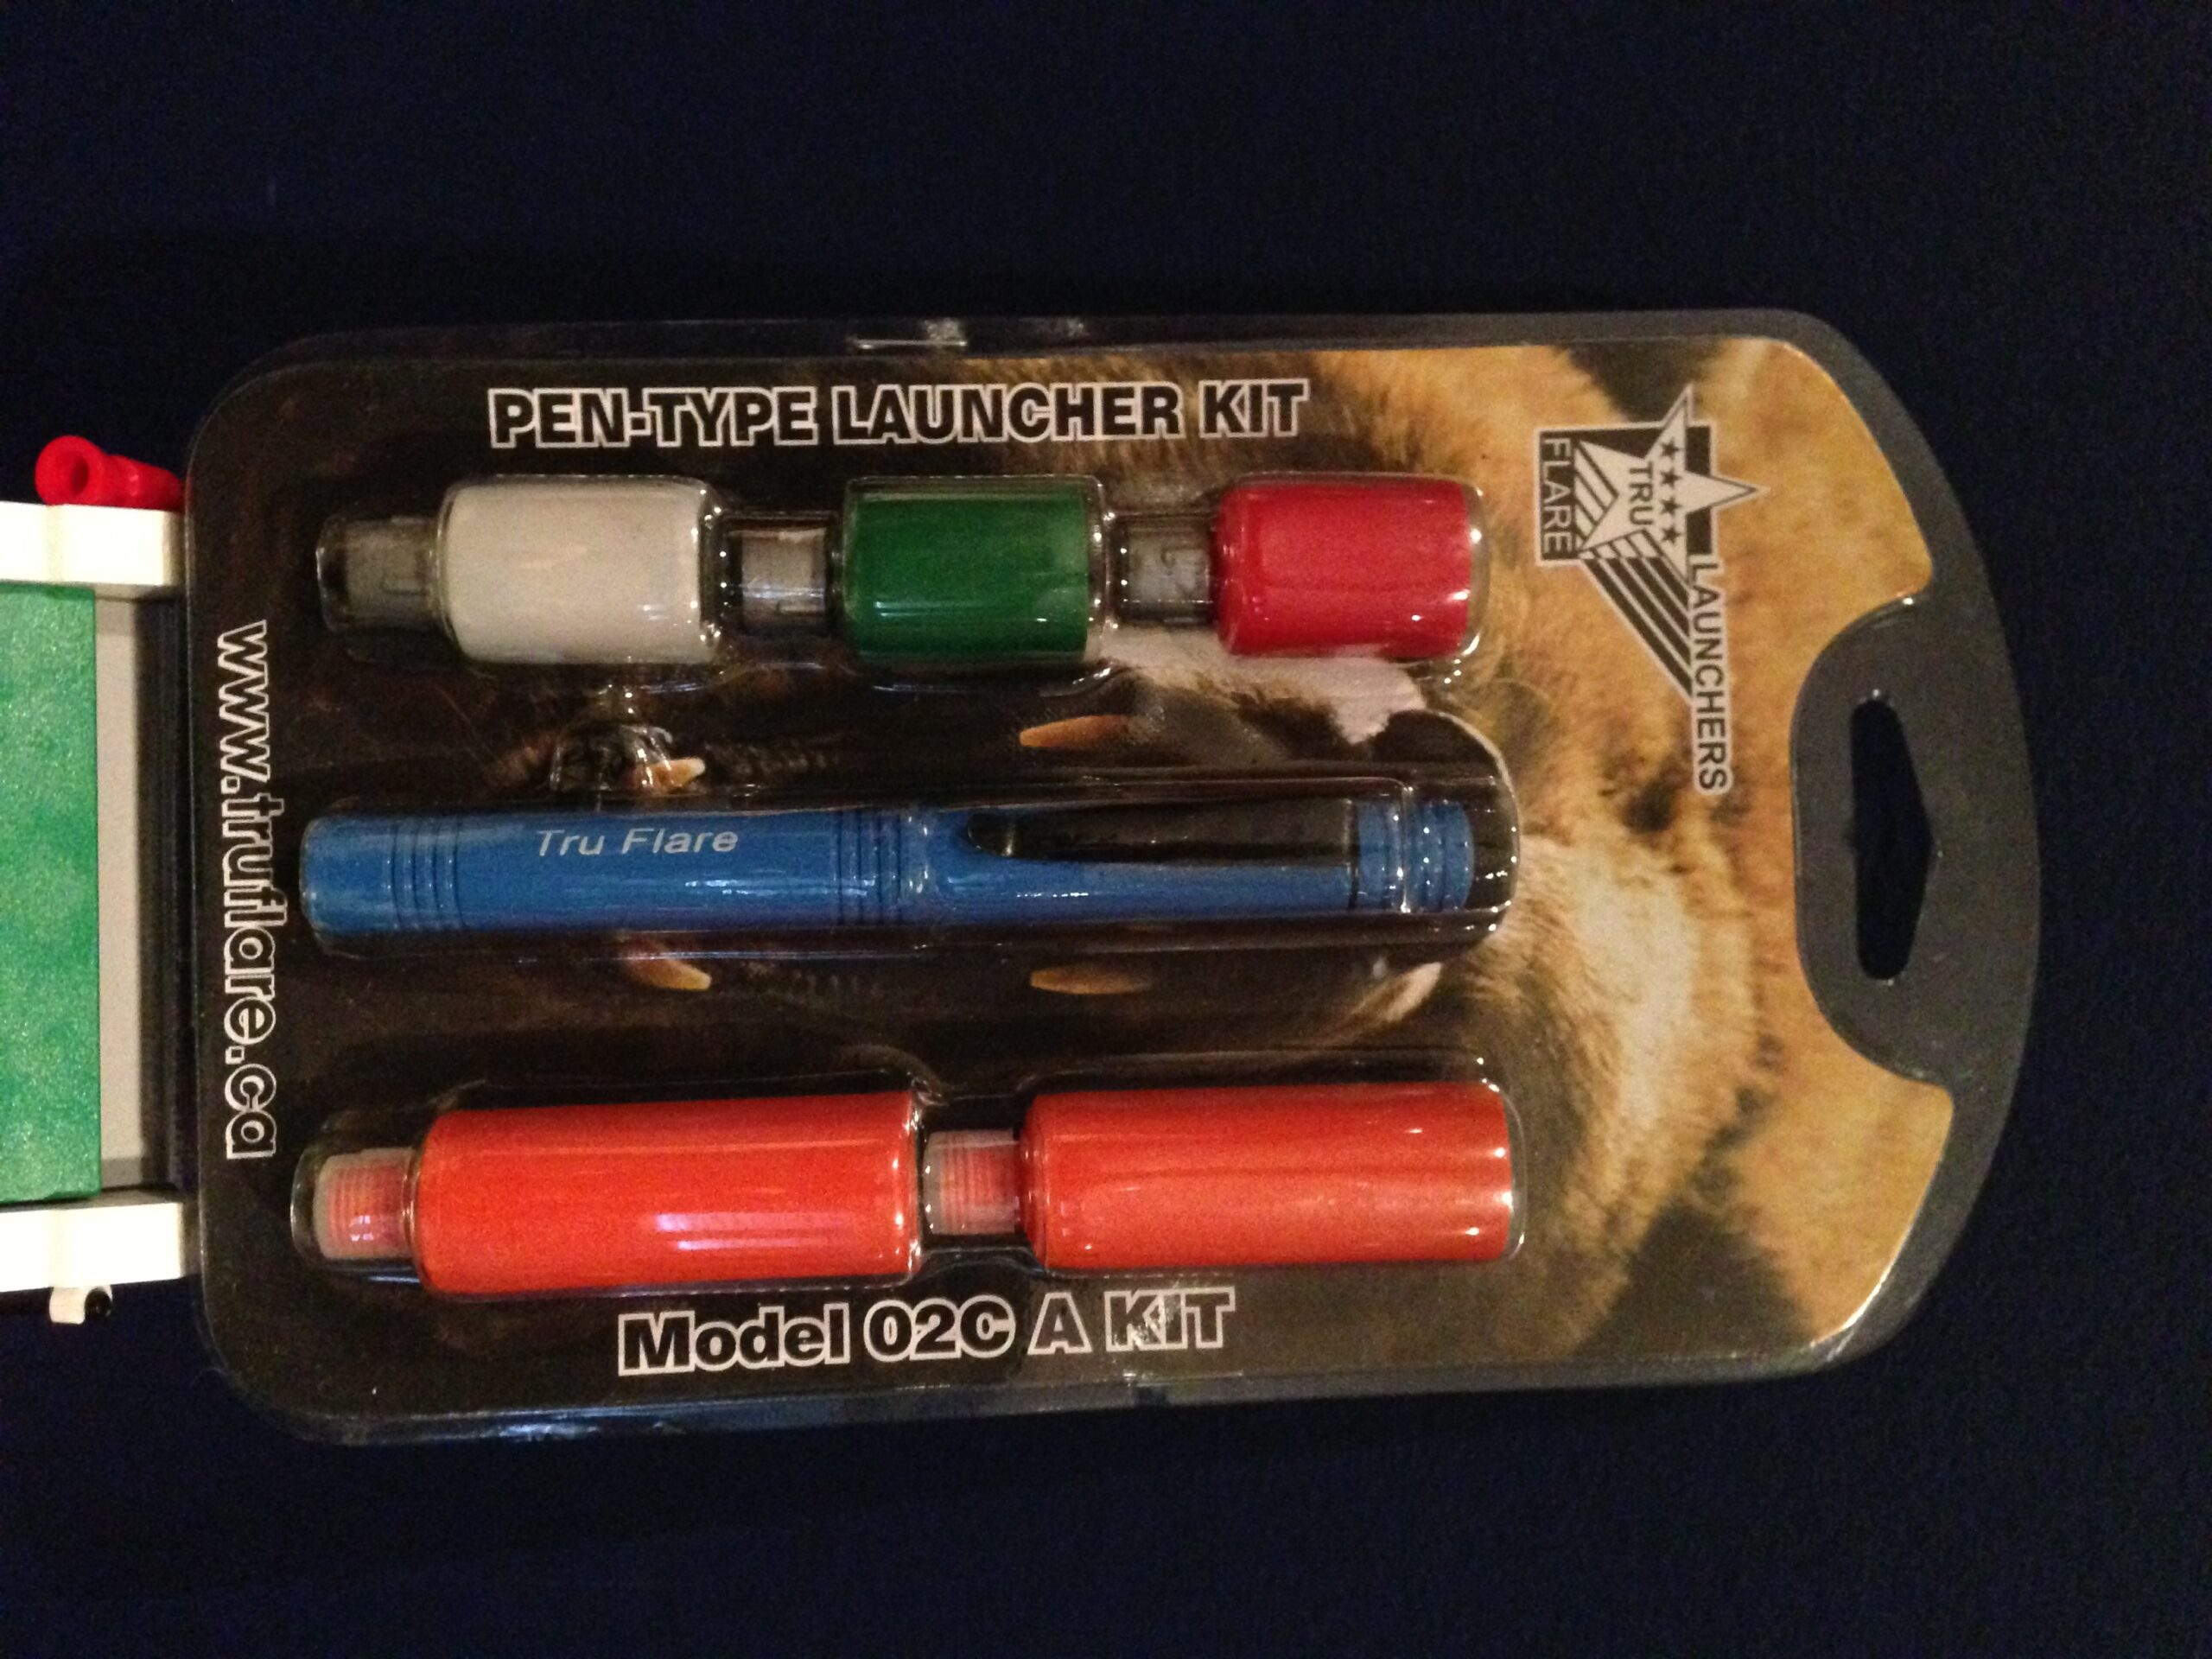 PEN-TYPE LAUNCHER KIT
TRU
FLARE
LAUNCHERS
www.truflare.ca
Tru Flare
Model 02C A KIT